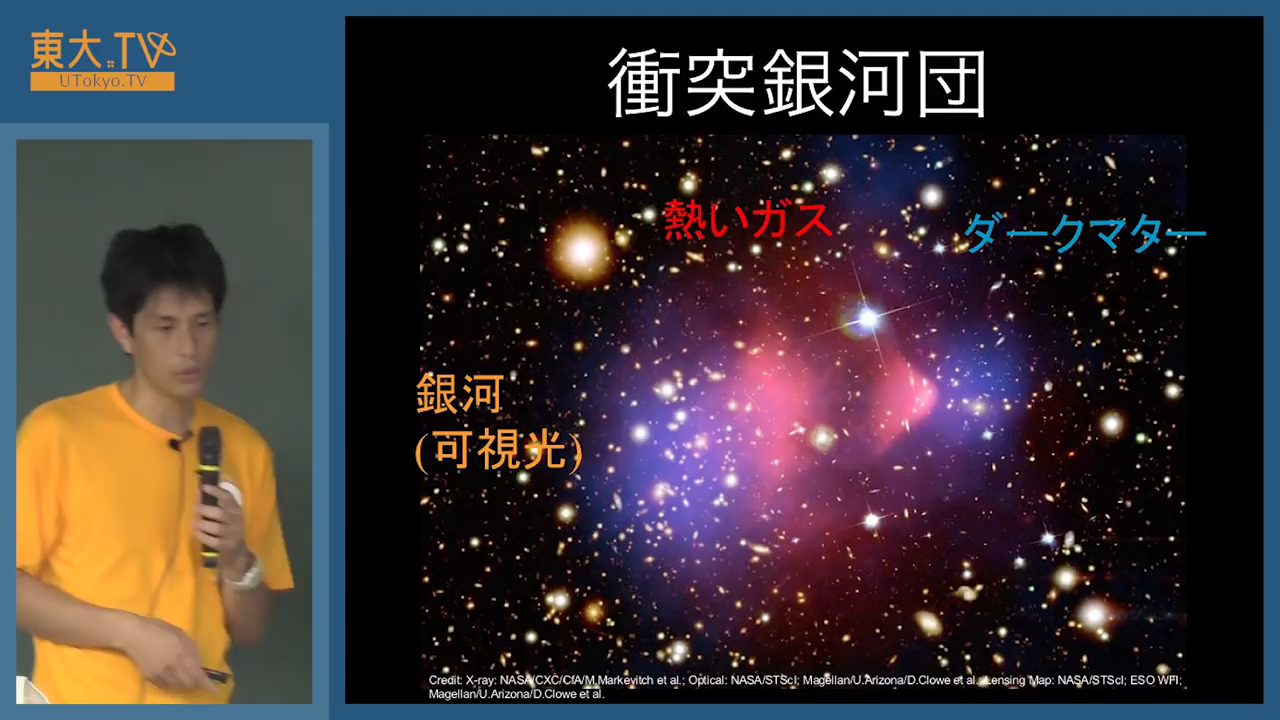 東大.TV
UTokyo.TV
衝突銀河団
熱いガス
ダークマター
銀河
(可視光)
Credit: X-ray: NASA/CXC/CfA/M.Markevitch et al.; Optical: NASA/STScI; Magellan/U.Arizona/D.Clowe et al.; Lensing Map: NASA/STScI; ESO WFI;
Magellan/U.Arizona/D.Clowe et al.